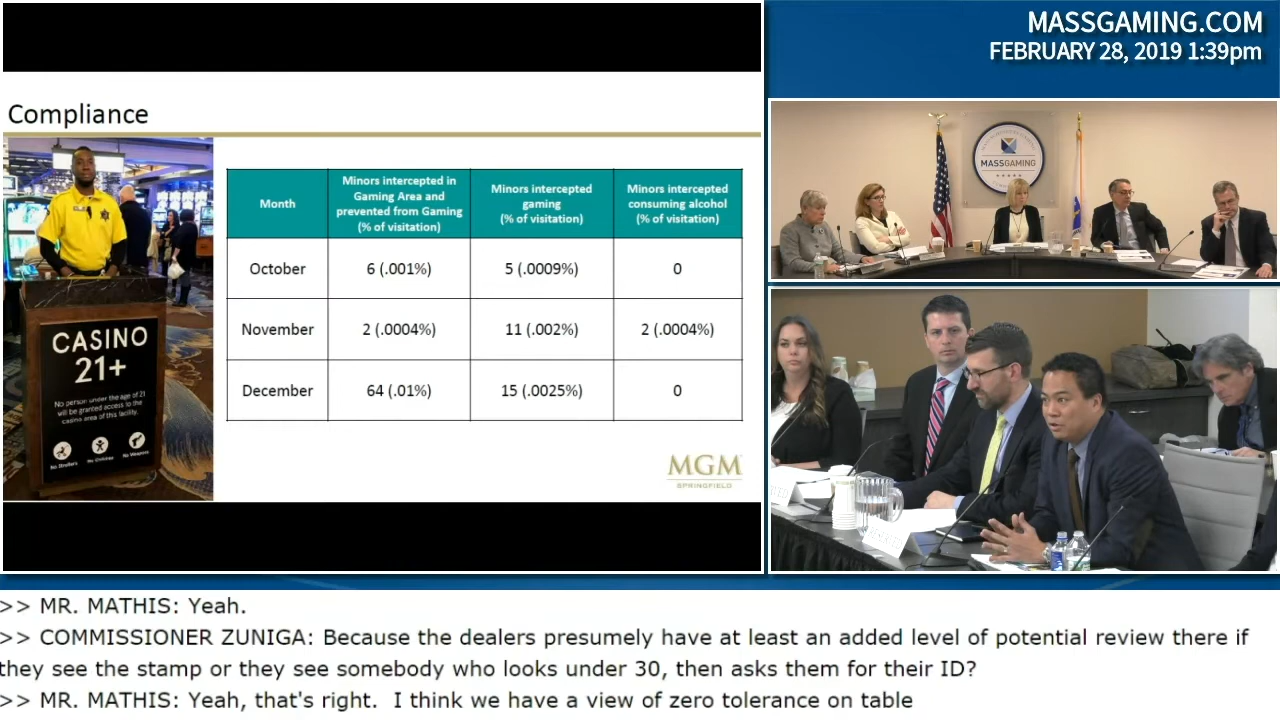 MASSGAMING.COM
FEBRUARY 28, 2019 1:39pm
Compliance
CASINO
21+
No person under the age of 21
will be granted access to the
casino area of this facility.
No Strollers
No Children
No Weapons
Month
Minors intercepted in
Gaming Area and
prevented from Gaming
(% of visitation)
Minors intercepted
gaming
(% of visitation)
Minors intercepted
consuming alcohol
(% of visitation)
October
6 (.001%)
5 (.0009%)
0
November
2 (.0004%)
11 (.002%)
2 (.0004%)
December
64 (.01%)
15 (.0025%)
0
MGM
SPRINGFIELD
MASSGAMING
>> MR. MATHIS: Yeah.
>> COMMISSIONER ZUNIGA: Because the dealers presumely have at least an added level of potential review there if
they see the stamp or they see somebody who looks under 30, then asks them for their ID?
>> MR. MATHIS: Yeah, that's right.  I think we have a view of zero tolerance on table